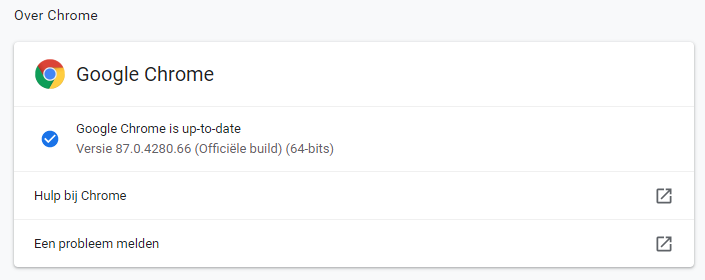 Over Chrome
Google Chrome
Google Chrome is up-to-date
Versie 87.0.4280.66 (Officiële build) (64-bits)
Hulp bij Chrome
Een probleem melden